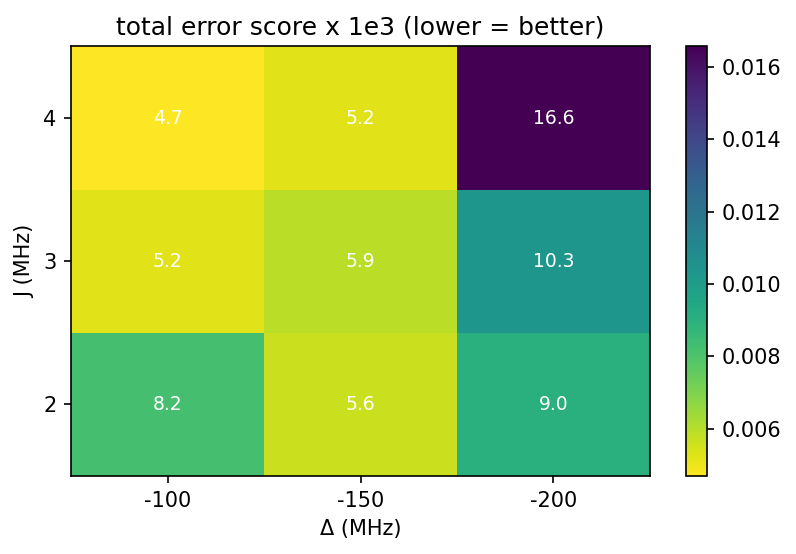 total error score x 1e3 (lower = better)
J (MHz)
4
3
2
4.7 5.2 16.6
5.2 5.9 10.3
8.2 5.6 9.0
-100 -150 -200
Δ (MHz)
0.016
0.014
0.012
0.010
0.008
0.006